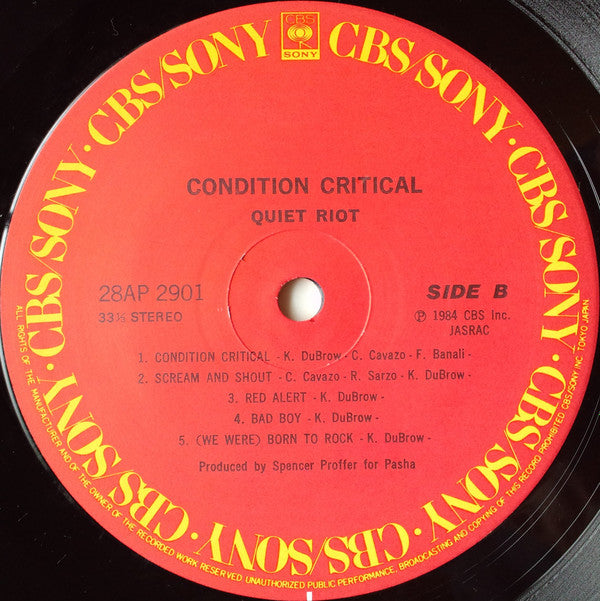 CBS
SONY
CBS/SONY · CBS/SONY · CBS/SONY · CBS/SONY · CBS/SONY · CBS/SONY · CBS/SONY
CONDITION CRITICAL
QUIET RIOT
28AP 2901
33⅓ STEREO
SIDE B
Ⓟ 1984 CBS Inc.
JASRAC
1. CONDITION CRITICAL - K. DuBrow - C. Cavazo - F. Banali -
2. SCREAM AND SHOUT - C. Cavazo - R. Sarzo - K. DuBrow -
3. RED ALERT - K. DuBrow -
4. BAD BOY - K. DuBrow -
5. (WE WERE) BORN TO ROCK - K. DuBrow -
Produced by Spencer Proffer for Pasha
ALL RIGHTS OF THE MANUFACTURER AND OF THE OWNER OF THE RECORDED WORK RESERVED. UNAUTHORIZED PUBLIC PERFORMANCE, BROADCASTING AND COPYING OF THIS RECORD PROHIBITED CBS/SONY INC. TOKYO JAPAN.